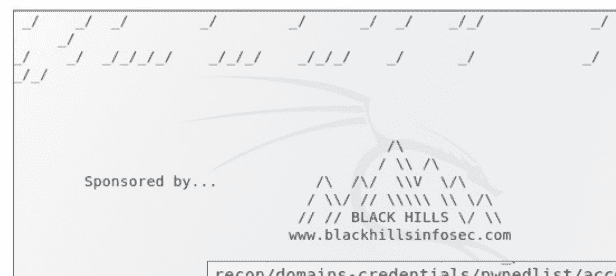 Sponsored by...
BLACK HILLS
www.blackhillsinfosec.com
recon/domains-credentials/pwnedlist/acc